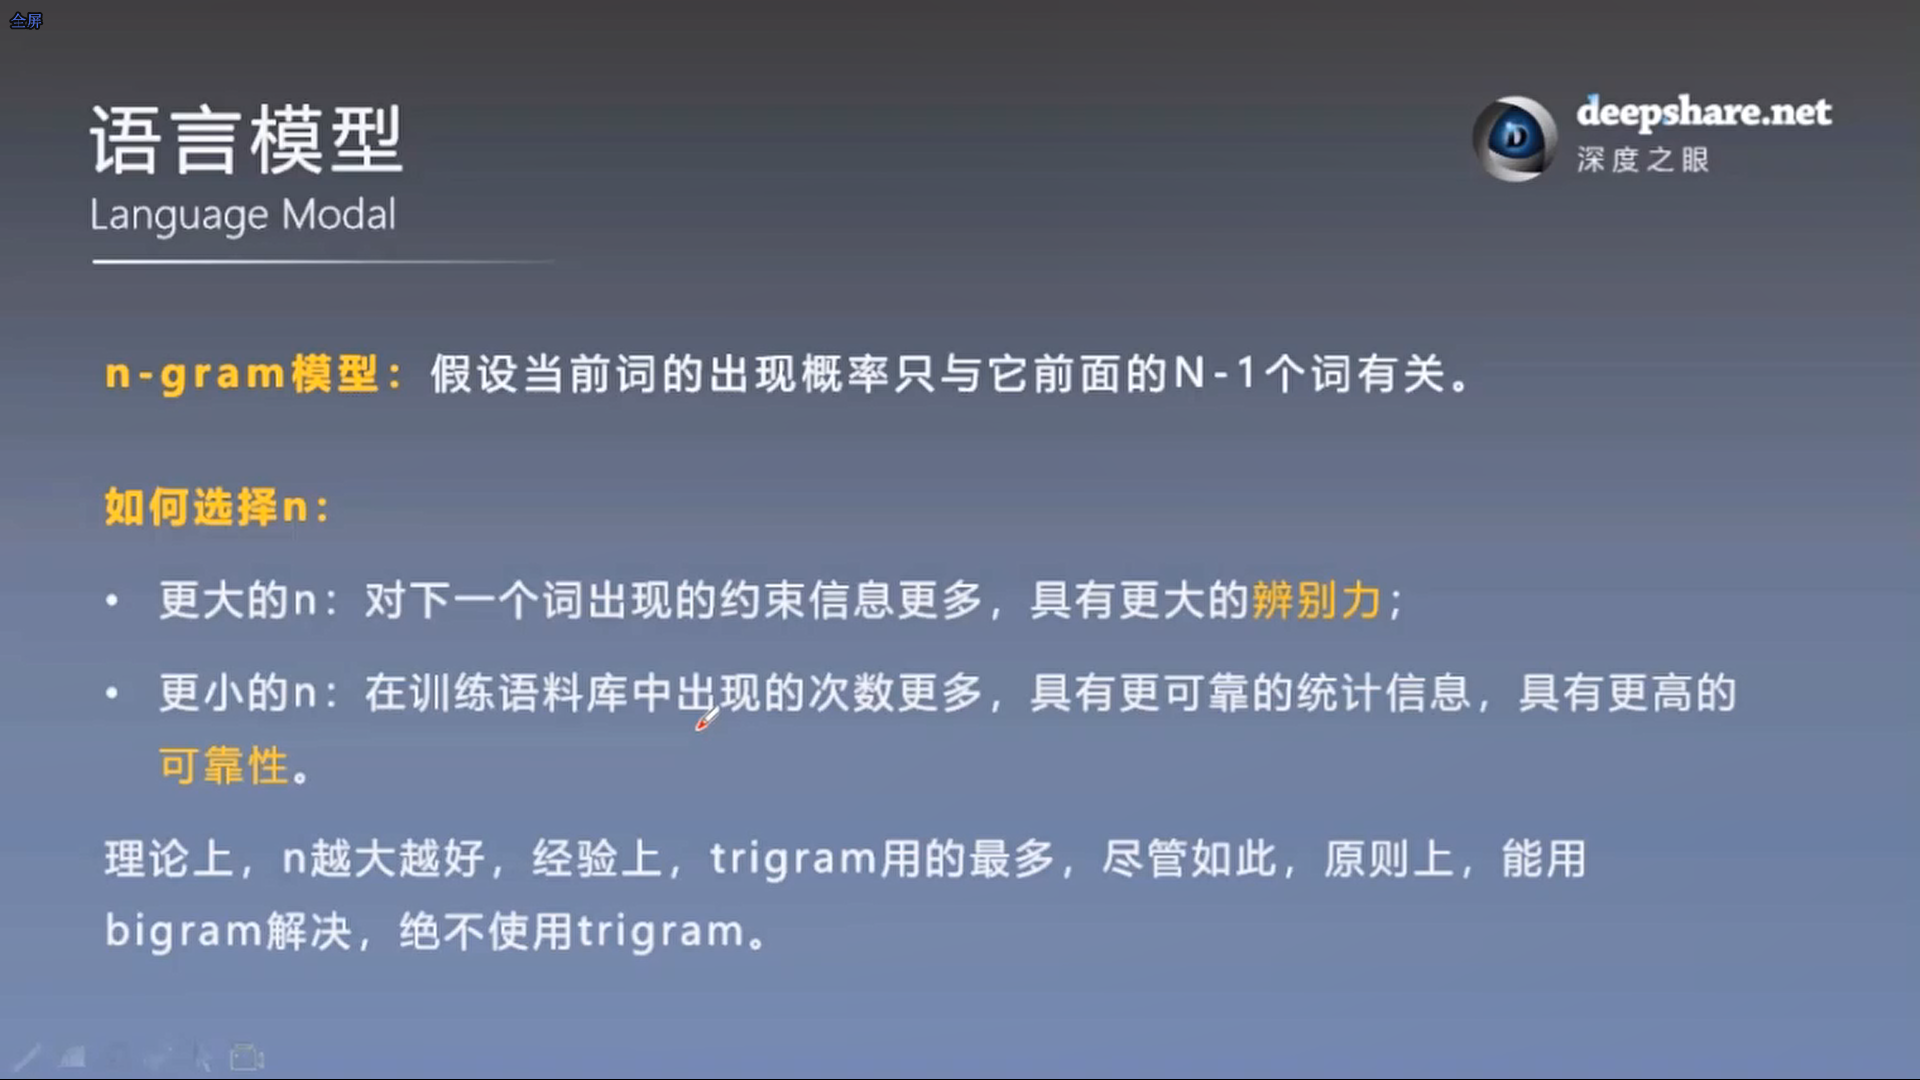 全屏
语言模型
Language Modal
deepshare.net
深度之眼
n-gram模型：假设当前词的出现概率只与它前面的N-1个词有关。
如何选择n：
• 更大的n：对下一个词出现的约束信息更多，具有更大的辨别力；
• 更小的n：在训练语料库中出现的次数更多，具有更可靠的统计信息，具有更高的
可靠性。
理论上，n越大越好，经验上，trigram用的最多，尽管如此，原则上，能用
bigram解决，绝不使用trigram。